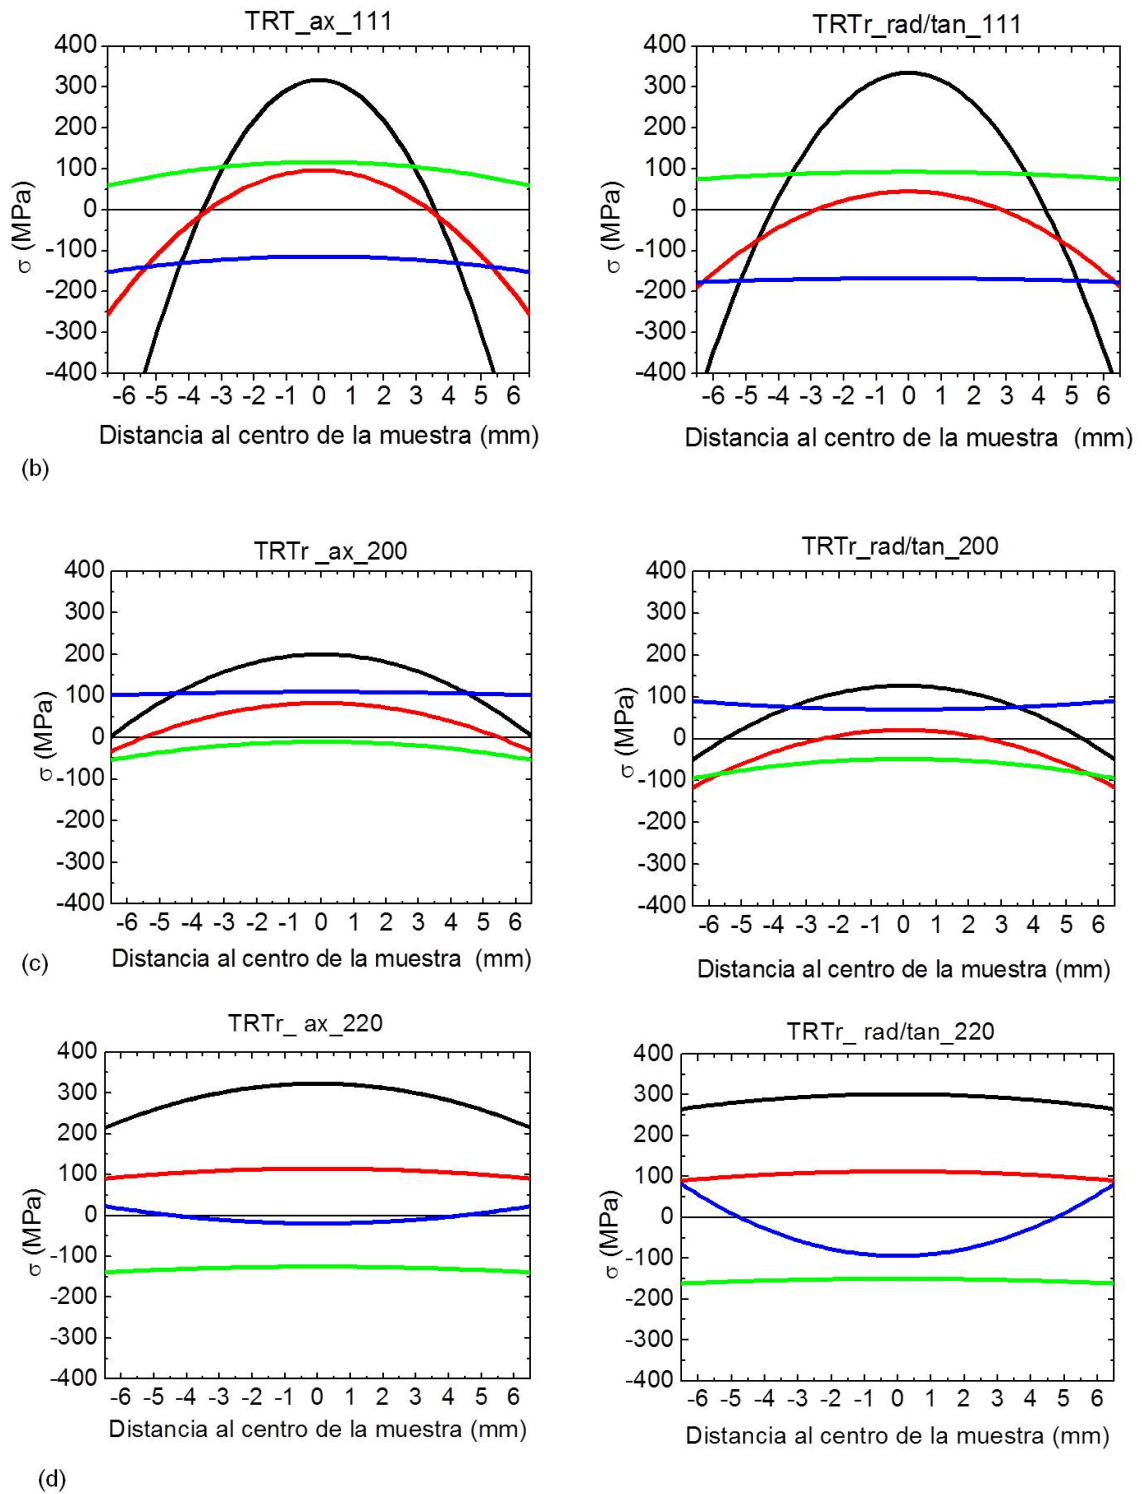 TRT_ax_111
TRTr_rad/tan_111
400
300
200
100
0
-100
-200
-300
-400
σ (MPa)
-6 -5 -4 -3 -2 -1 0 1 2 3 4 5 6
Distancia al centro de la muestra (mm)
400
300
200
100
0
-100
-200
-300
-400
σ (MPa)
-6 -5 -4 -3 -2 -1 0 1 2 3 4 5 6
Distancia al centro de la muestra (mm)
(b)
TRTr _ax_200
TRTr_rad/tan_200
400
300
200
100
0
-100
-200
-300
-400
σ (MPa)
-6 -5 -4 -3 -2 -1 0 1 2 3 4 5 6
Distancia al centro de la muestra (mm)
400
300
200
100
0
-100
-200
-300
-400
σ (MPa)
-6 -5 -4 -3 -2 -1 0 1 2 3 4 5 6
Distancia al centro de la muestra (mm)
(c)
TRTr_ ax_220
TRTr_ rad/tan_220
400
300
200
100
0
-100
-200
-300
-400
σ (MPa)
-6 -5 -4 -3 -2 -1 0 1 2 3 4 5 6
Distancia al centro de la muestra (mm)
400
300
200
100
0
-100
-200
-300
-400
σ (MPa)
-6 -5 -4 -3 -2 -1 0 1 2 3 4 5 6
Distancia al centro de la muestra (mm)
(d)